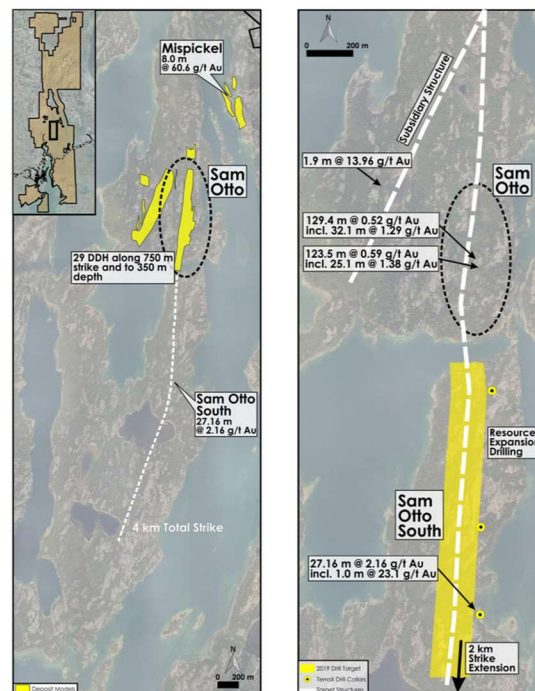 Mispickel
8.0 m
@ 60.6 g/t Au
Sam
Otto
29 DDH along 750 m
strike and to 350 m
depth
Sam Otto
South
27.16 m
@ 2.16 g/t Au
4 km Total Strike
N
200 m
Deposit Models
N
200 m
Subsidiary Structure
1.9 m @ 13.96 g/t Au
Sam
Otto
129.4 m @ 0.52 g/t Au
incl. 32.1 m @ 1.29 g/t Au
123.5 m @ 0.59 g/t Au
incl. 25.1 m @ 1.38 g/t Au
Resource
Expansion
Drilling
Sam
Otto
South
27.16 m @ 2.16 g/t Au
incl. 1.0 m @ 23.1 g/t Au
2 km
Strike
Extension
2019 Drill Target
TerraX Drill Collars
Target Structures